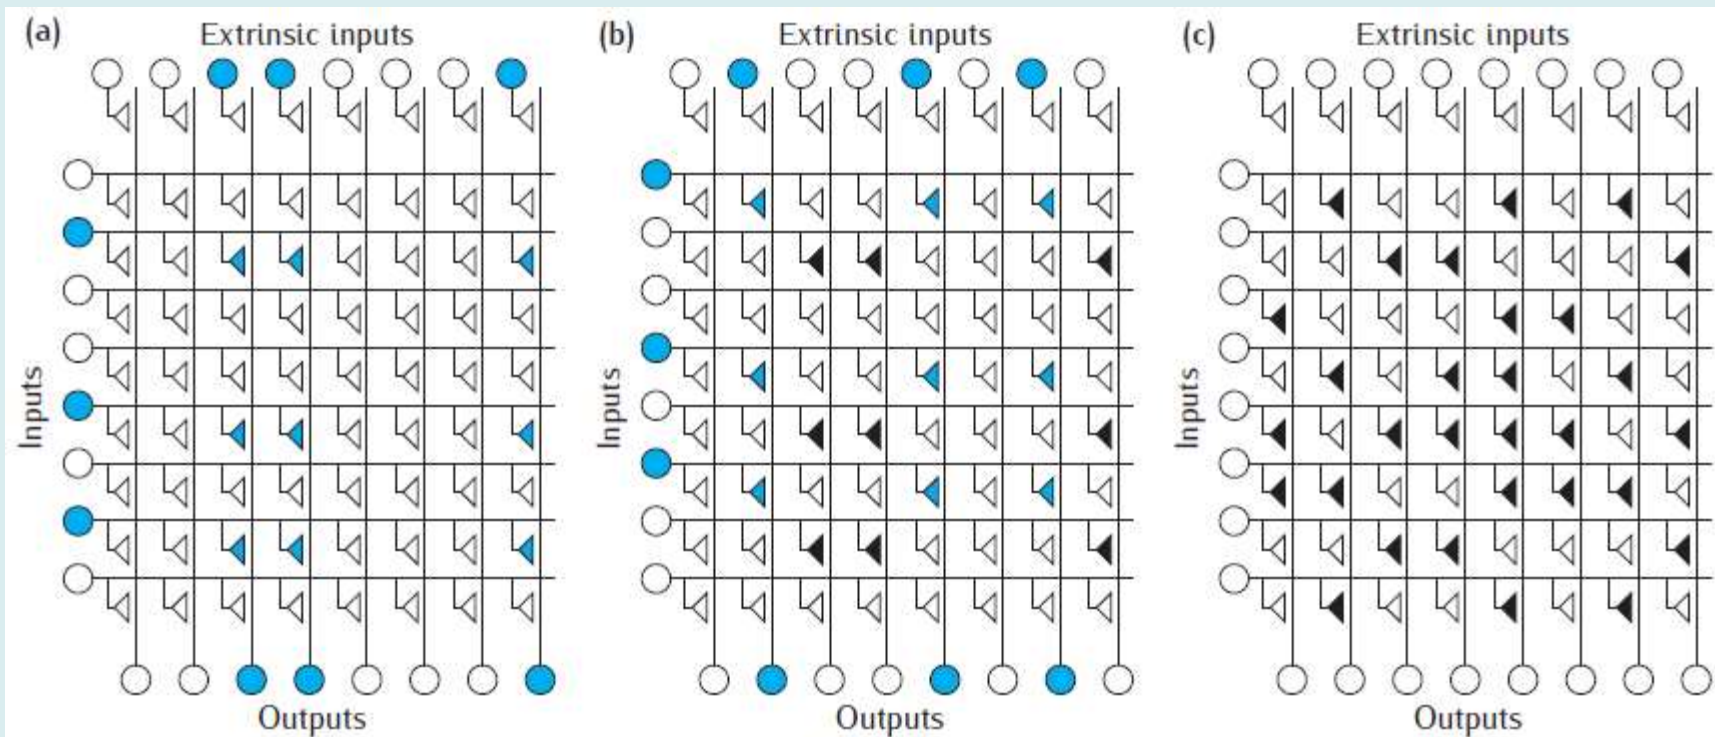 (a)
Extrinsic inputs
Inputs
Outputs
(b)
Extrinsic inputs
Inputs
Outputs
(c)
Extrinsic inputs
Inputs
Outputs